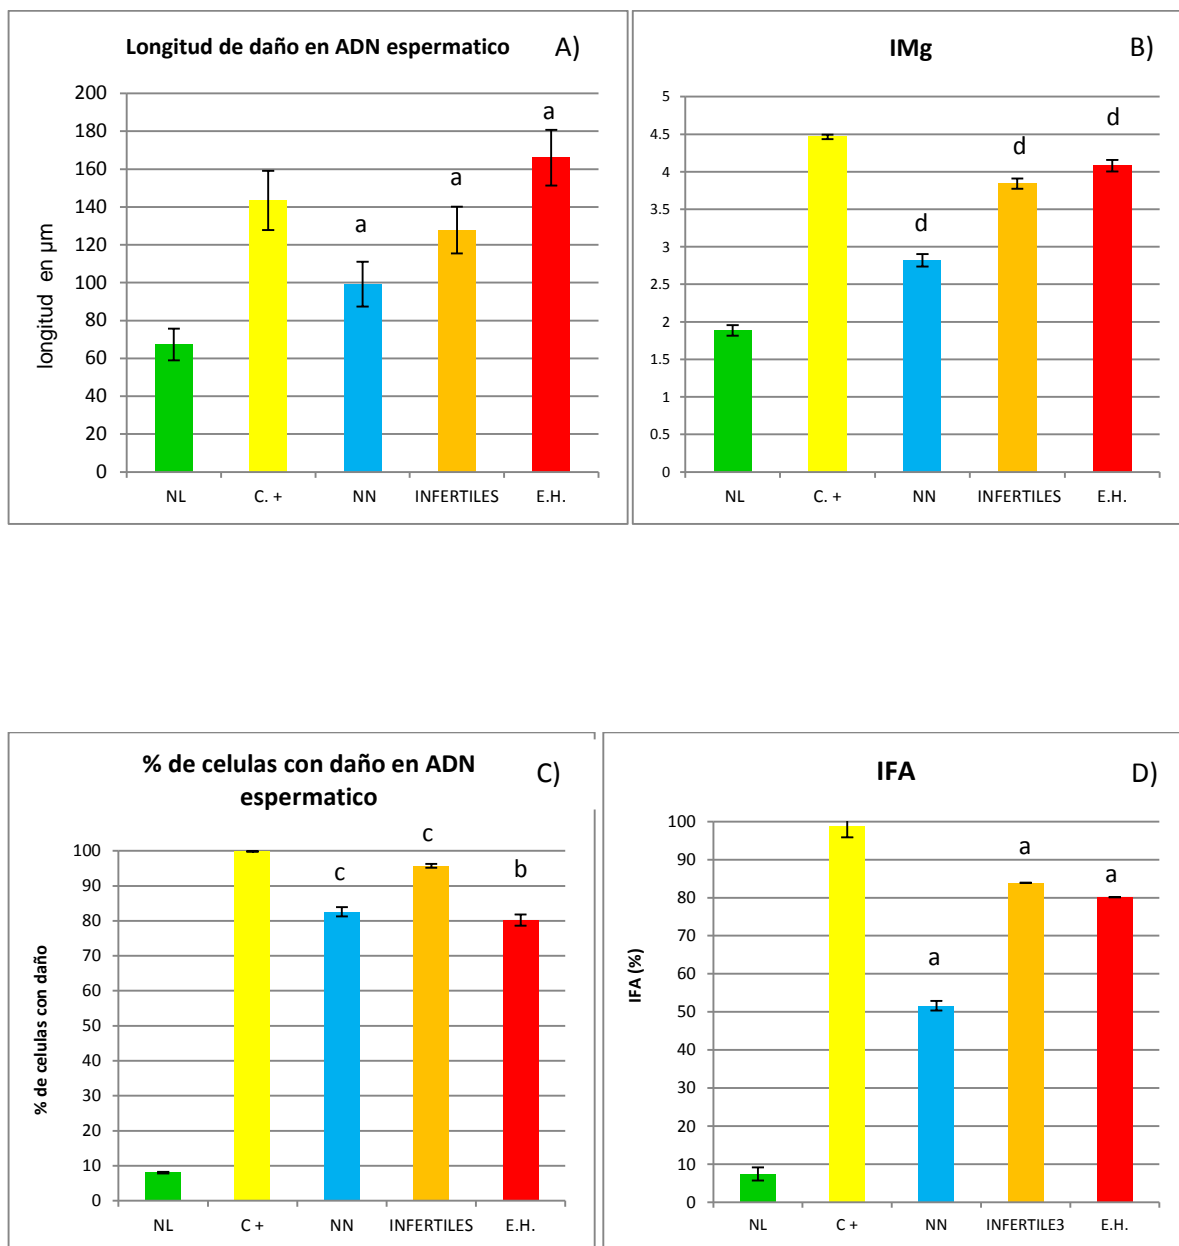 Longitud de daño en ADN espermatico
A)
longitud en µm
200
180
160
140
120
100
80
60
40
20
0
a
a
a
NL
C. +
NN
INFERTILES
E.H.
IMg
B)
5
4.5
4
3.5
3
2.5
2
1.5
1
0.5
0
d
d
d
NL
C. +
NN
INFERTILES
E.H.
% de celulas con daño en ADN
espermatico
C)
% de celulas con daño
100
90
80
70
60
50
40
30
20
10
0
c
c
b
NL
C +
NN
INFERTILES
E.H.
IFA
D)
IFA (%)
100
90
80
70
60
50
40
30
20
10
0
a
a
a
NL
C +
NN
INFERTILE3
E.H.